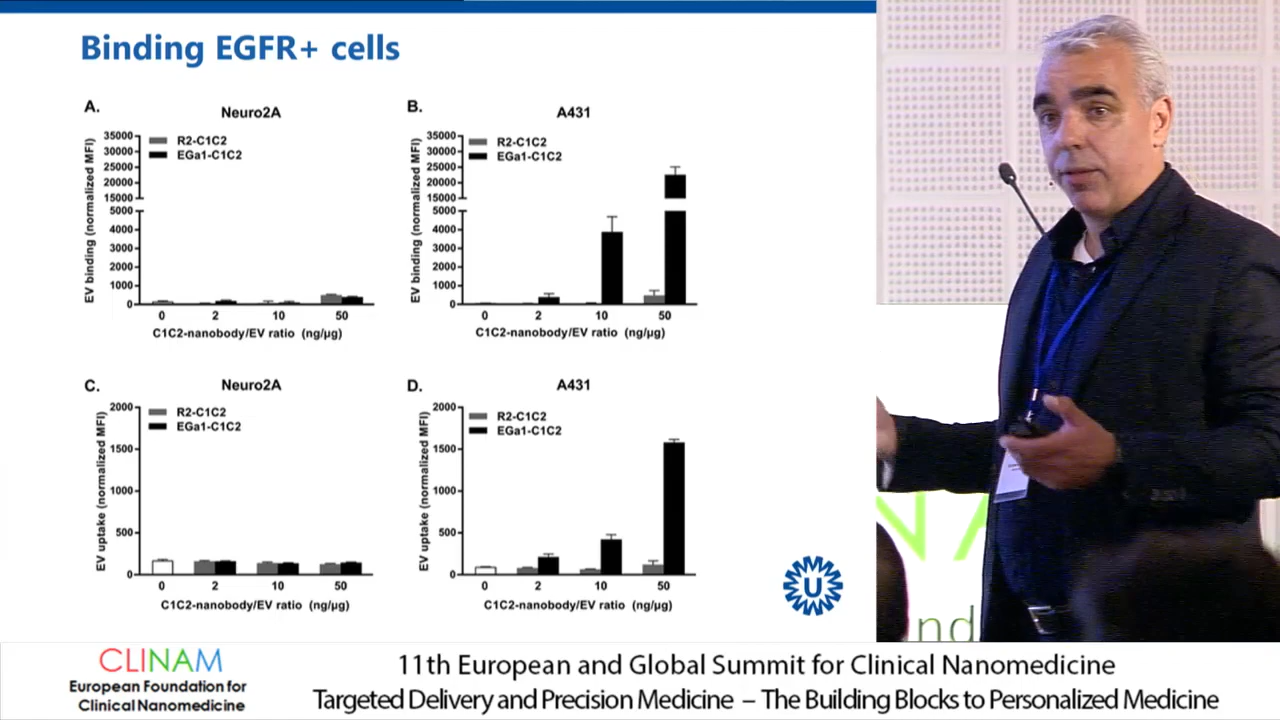 Binding EGFR+ cells
A.
Neuro2A
R2-C1C2
EGa1-C1C2
EV binding (normalized MFI)
35000
30000
25000
20000
15000
5000
4000
3000
2000
1000
0
0 2 10 50
C1C2-nanobody/EV ratio (ng/μg)
B.
A431
R2-C1C2
EGa1-C1C2
EV binding (normalized MFI)
35000
30000
25000
20000
15000
5000
4000
3000
2000
1000
0
0 2 10 50
C1C2-nanobody/EV ratio (ng/μg)
C.
Neuro2A
R2-C1C2
EGa1-C1C2
EV uptake (normalized MFI)
2000
1500
1000
500
0
0 2 10 50
C1C2-nanobody/EV ratio (ng/μg)
D.
A431
R2-C1C2
EGa1-C1C2
EV uptake (normalized MFI)
2000
1500
1000
500
0
0 2 10 50
C1C2-nanobody/EV ratio (ng/μg)
U
NA
nd
CLINAM
European Foundation for
Clinical Nanomedicine
11th European and Global Summit for Clinical Nanomedicine
Targeted Delivery and Precision Medicine – The Building Blocks to Personalized Medicine